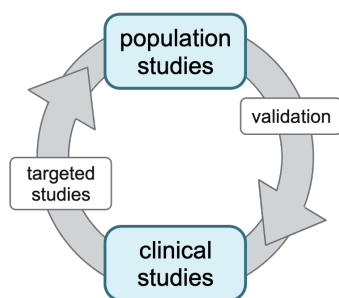 population
studies
validation
targeted
studies
clinical
studies